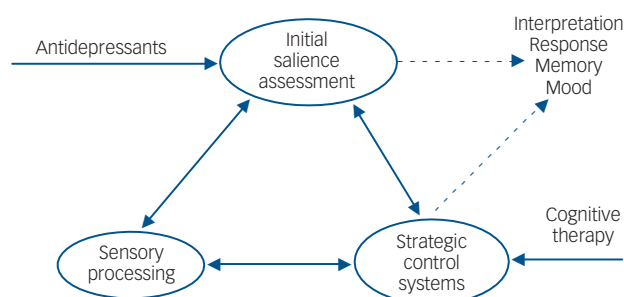 Antidepressants
Initial
salience
assessment
Interpretation
Response
Memory
Mood
Sensory
processing
Strategic
control
systems
Cognitive
therapy